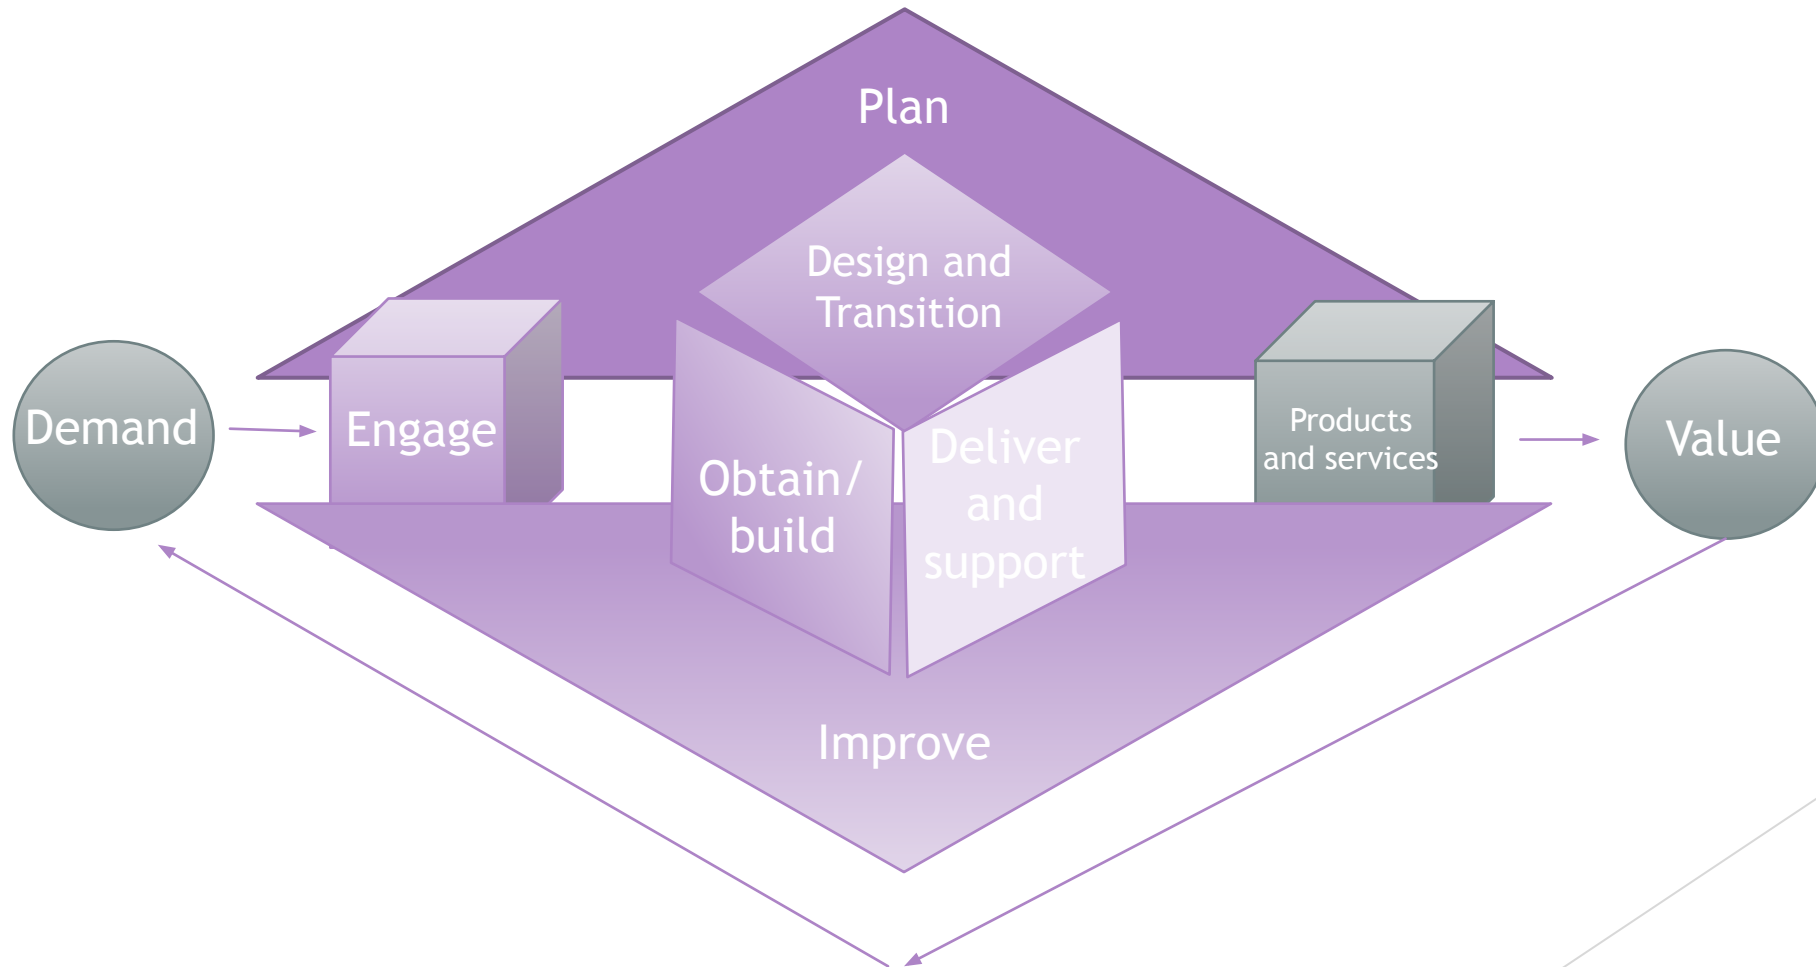 Plan
Design and
Transition
Demand
Engage
Obtain/
build
Deliver
and
support
Products
and services
Value
Improve